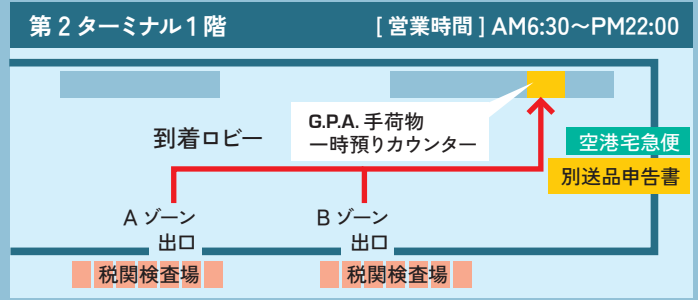 第2ターミナル1階
[営業時間] AM6:30〜PM22:00
G.P.A. 手荷物
一時預りカウンター
到着ロビー
空港宅急便
別送品申告書
A ゾーン
出口
B ゾーン
出口
税関検査場
税関検査場